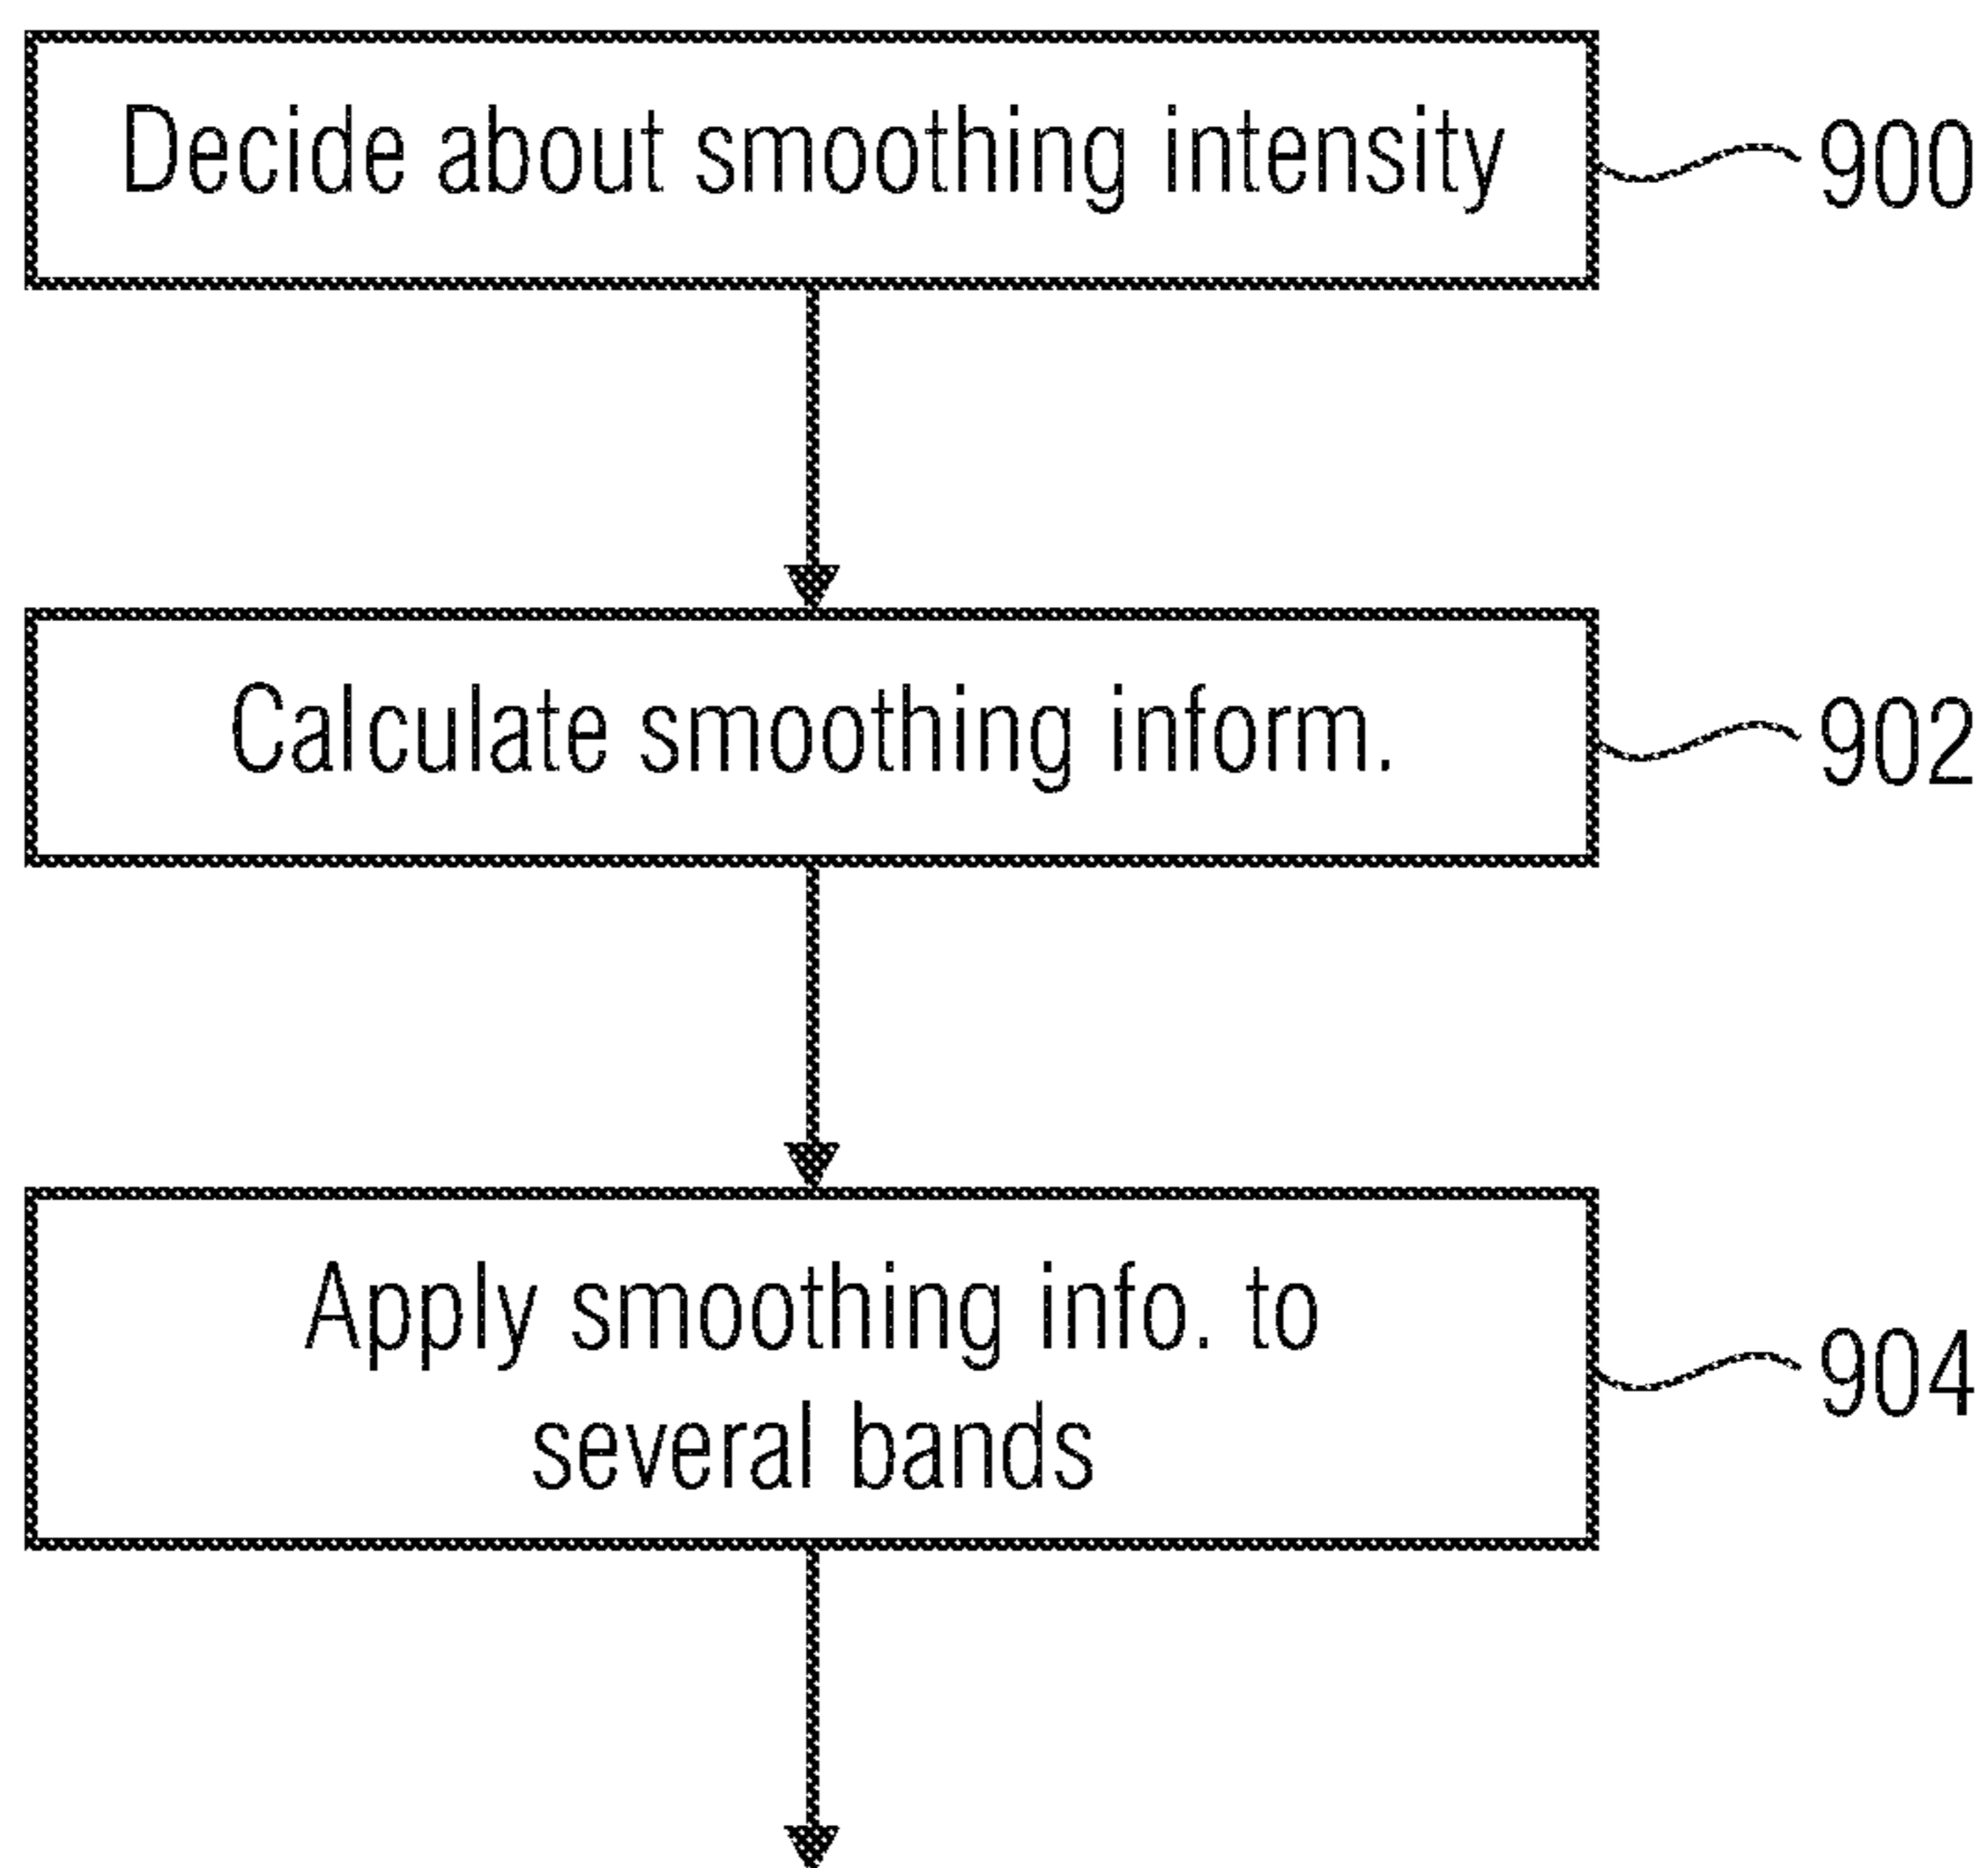 Decide about smoothing intensity
900
Calculate smoothing inform.
902
Apply smoothing info. to
several bands
904